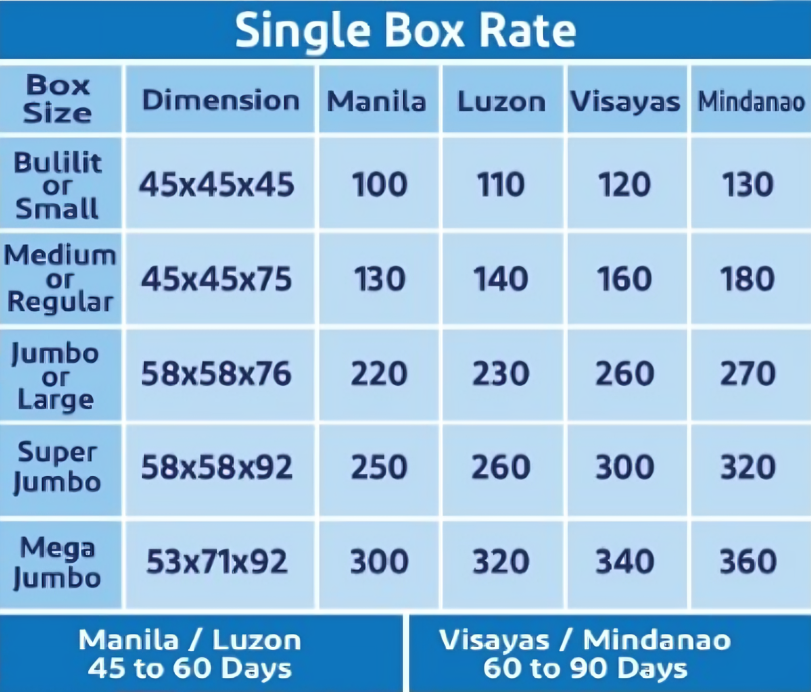 Single Box Rate
Box Size Dimension Manila Luzon Visayas Mindanao
Bulilit or Small 45x45x45 100 110 120 130
Medium or Regular 45x45x75 130 140 160 180
Jumbo or Large 58x58x76 220 230 260 270
Super Jumbo 58x58x92 250 260 300 320
Mega Jumbo 53x71x92 300 320 340 360
Manila / Luzon
45 to 60 Days
Visayas / Mindanao
60 to 90 Days